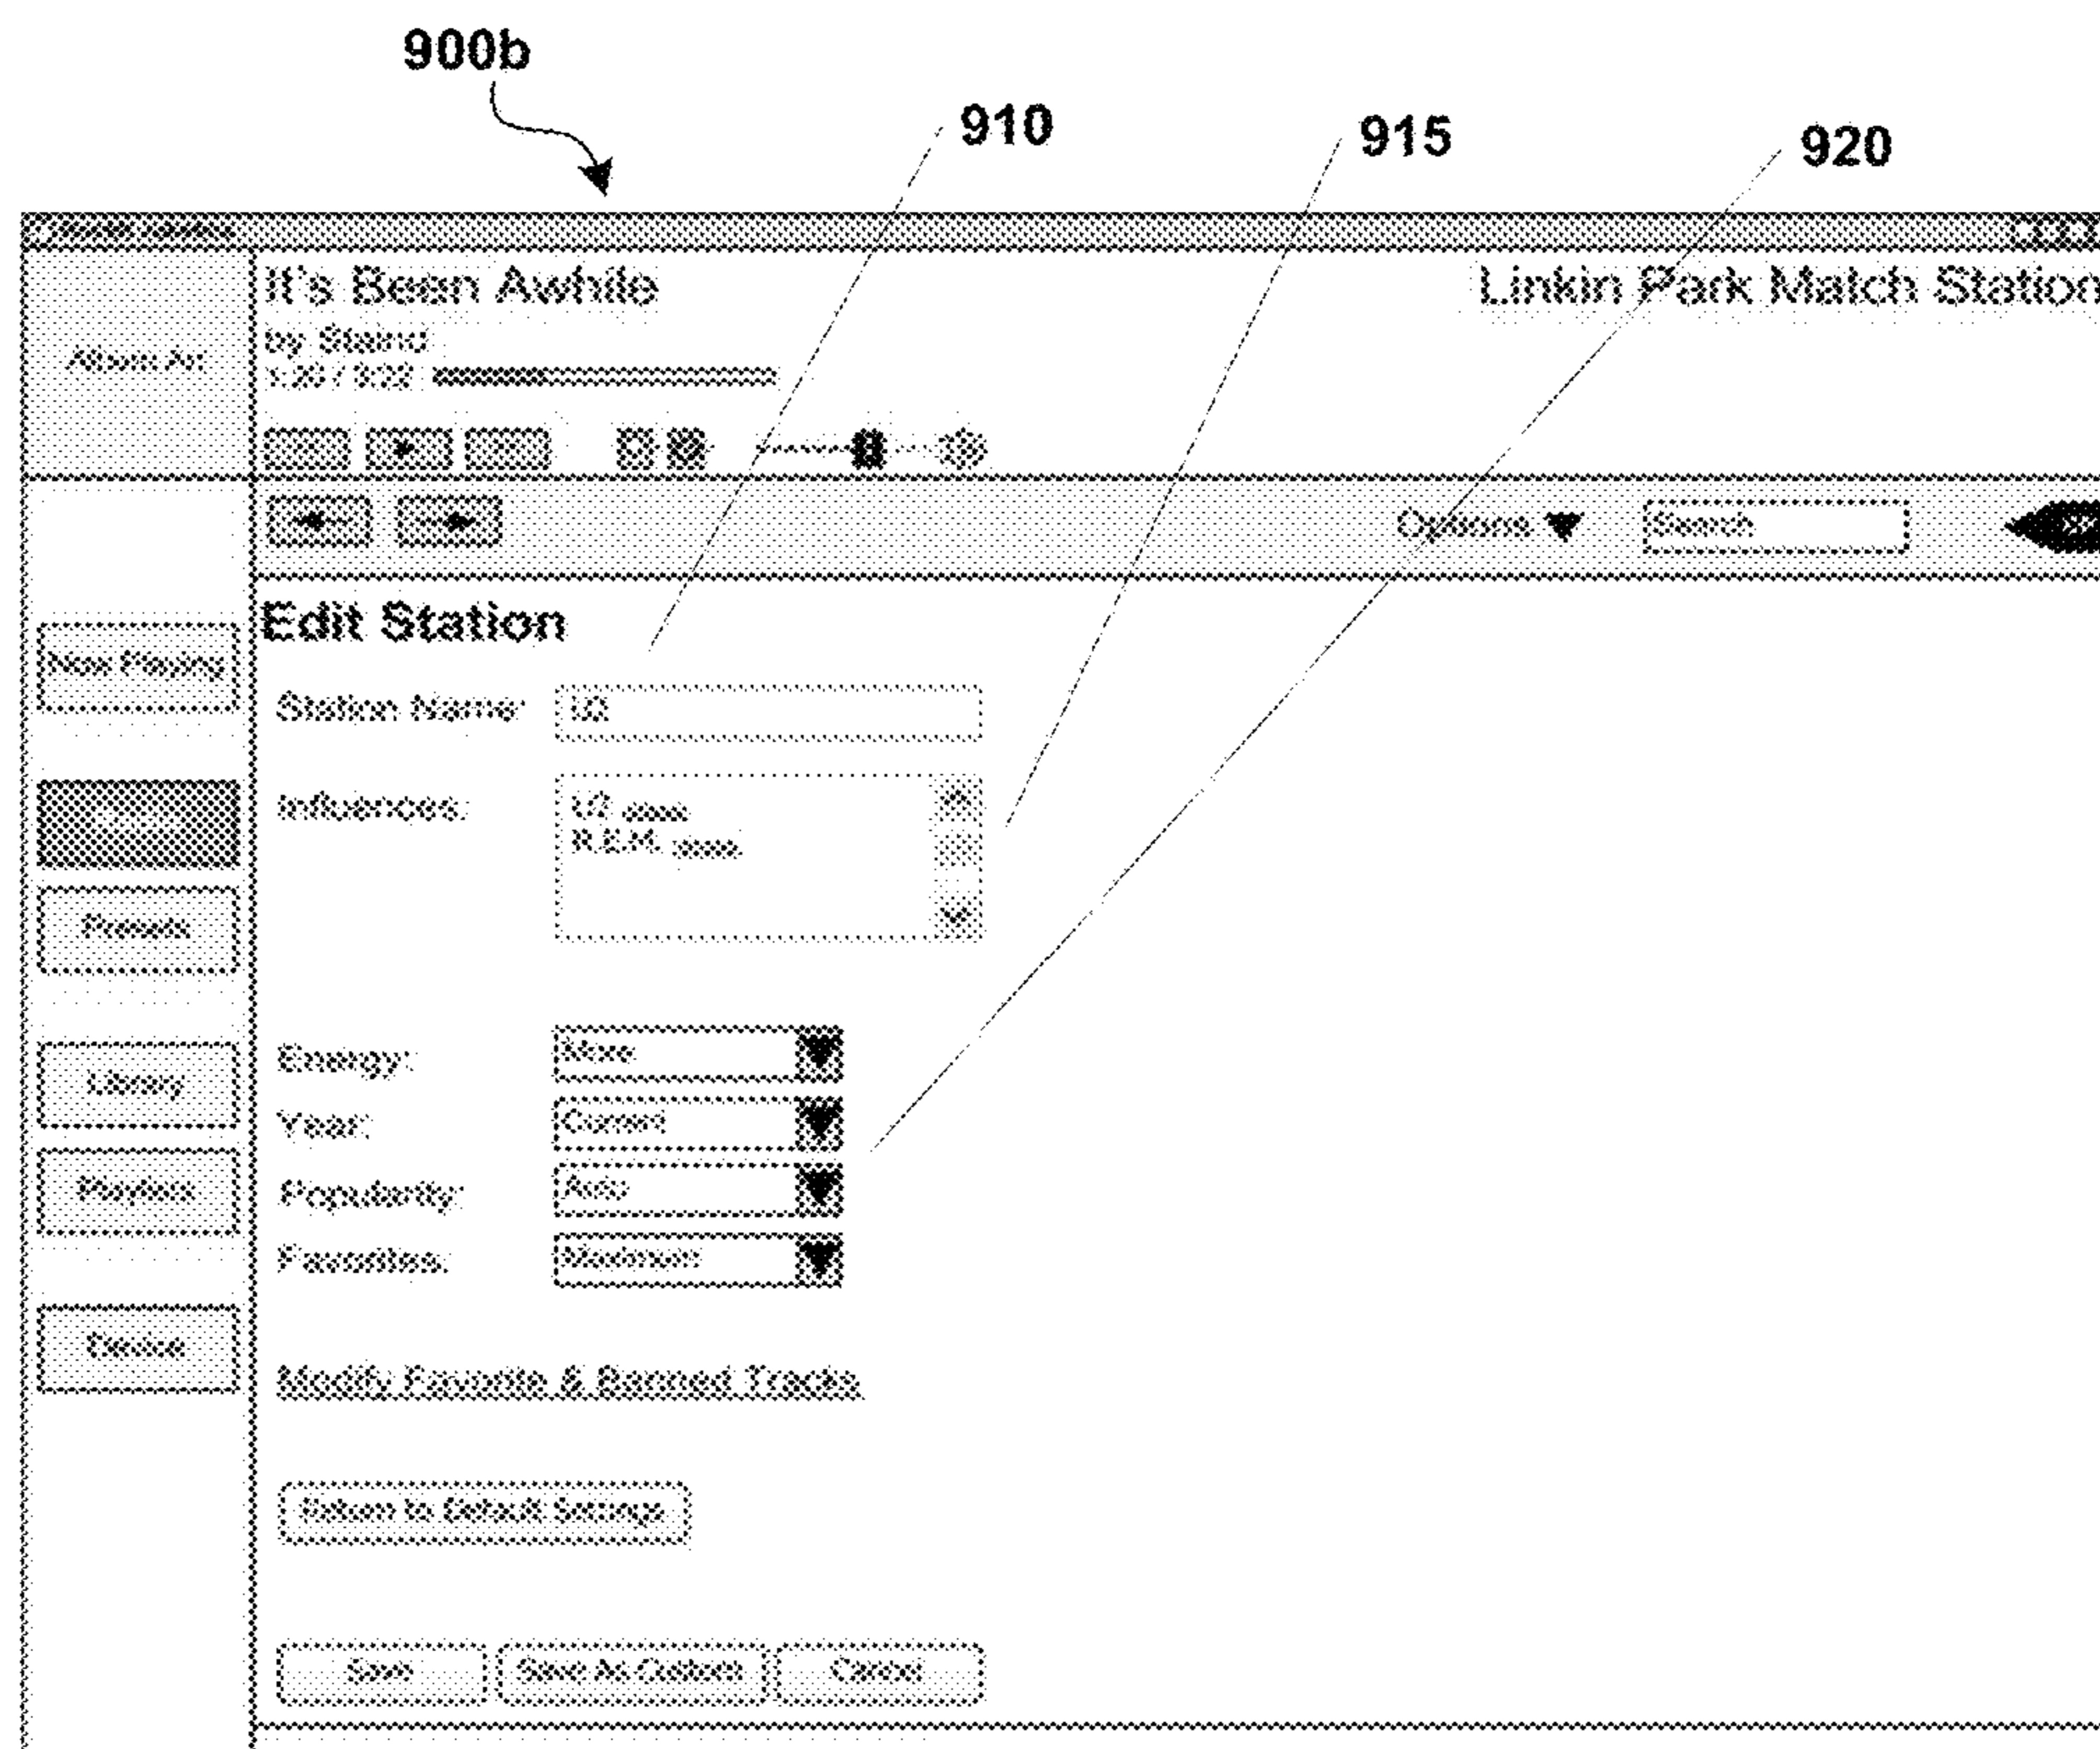 900b
910
915
920
It's Been Awhile
Linkin Park Match Station
Album Art
by Staind
Options
Search
Edit Station
Now Playing
Station Name:
U2
Influences:
U2
R.E.M.
Presets
Energy:
More
Library
Year:
Current
Popularity:
Auto
Playlists
Favorites:
Maximum
Device
Modify Favorite & Banned Tracks
Return to Default Settings
Save
Save As Custom
Cancel